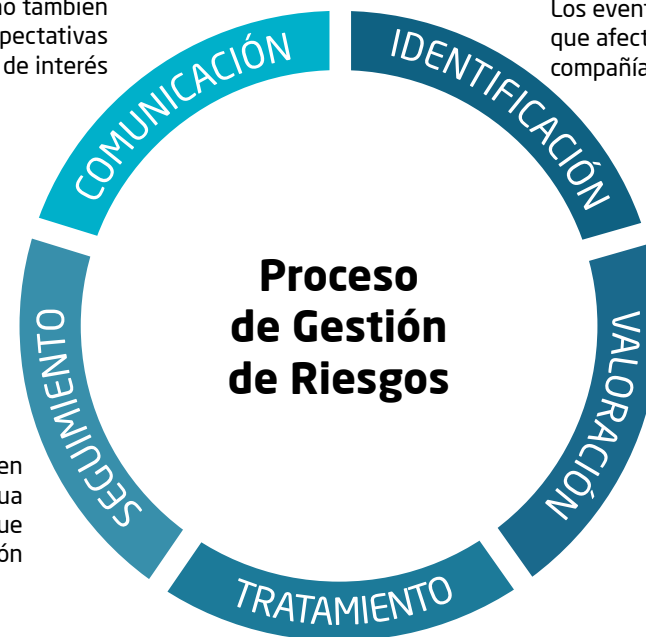 no también
pectativas
de interés
Los event
que afect
compañía
COMUNICACIÓN
IDENTIFICACIÓN
VALORACIÓN
TRATAMIENTO
SEGUIMIENTO
Proceso
de Gestión
de Riesgos
en
ua
ue
ón